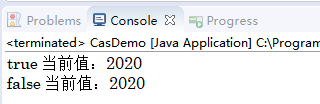 Problems Console Progress
<terminated> CasDemo [Java Application] C:\Program
true 当前值：2020
false 当前值：2020